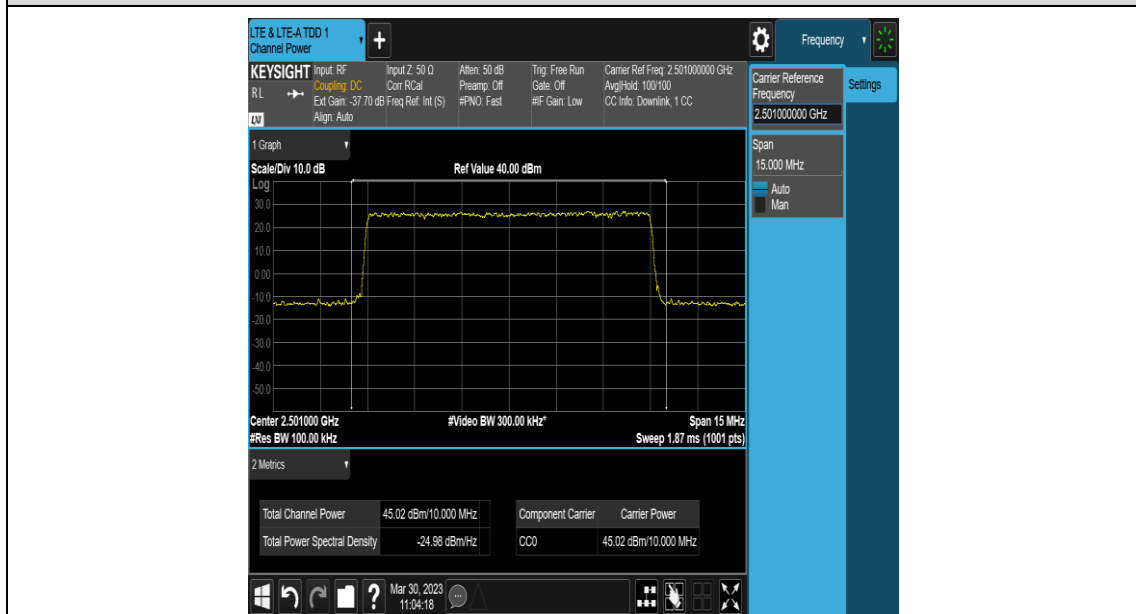 LTE & LTE-A TDD 1
Channel Power
+
Frequency
KEYSIGHT
RL
LXI
Input: RF
Coupling: DC
Ext Gain: -37.70 dB
Align: Auto
Input Z: 50 Ω
Corr RCal
Freq Ref: Int (S)
Atten: 50 dB
Preamp: Off
#PNO: Fast
Trig: Free Run
Gate: Off
#IF Gain: Low
Carrier Ref Freq: 2.501000000 GHz
Avg|Hold: 100/100
CC Info: Downlink, 1 CC
Carrier Reference
Frequency
2.501000000 GHz
Settings
Span
15.000 MHz
Auto
Man
1 Graph
Scale/Div 10.0 dB
Ref Value 40.00 dBm
Log
30.0
20.0
10.0
0.00
-10.0
-20.0
-30.0
-40.0
-50.0
Center 2.501000 GHz
#Video BW 300.00 kHz*
Span 15 MHz
#Res BW 100.00 kHz
Sweep 1.87 ms (1001 pts)
2 Metrics
Total Channel Power 45.02 dBm/10.000 MHz
Total Power Spectral Density -24.98 dBm/Hz
Component Carrier Carrier Power
CC0 45.02 dBm/10.000 MHz
?
Mar 30, 2023
11:04:18